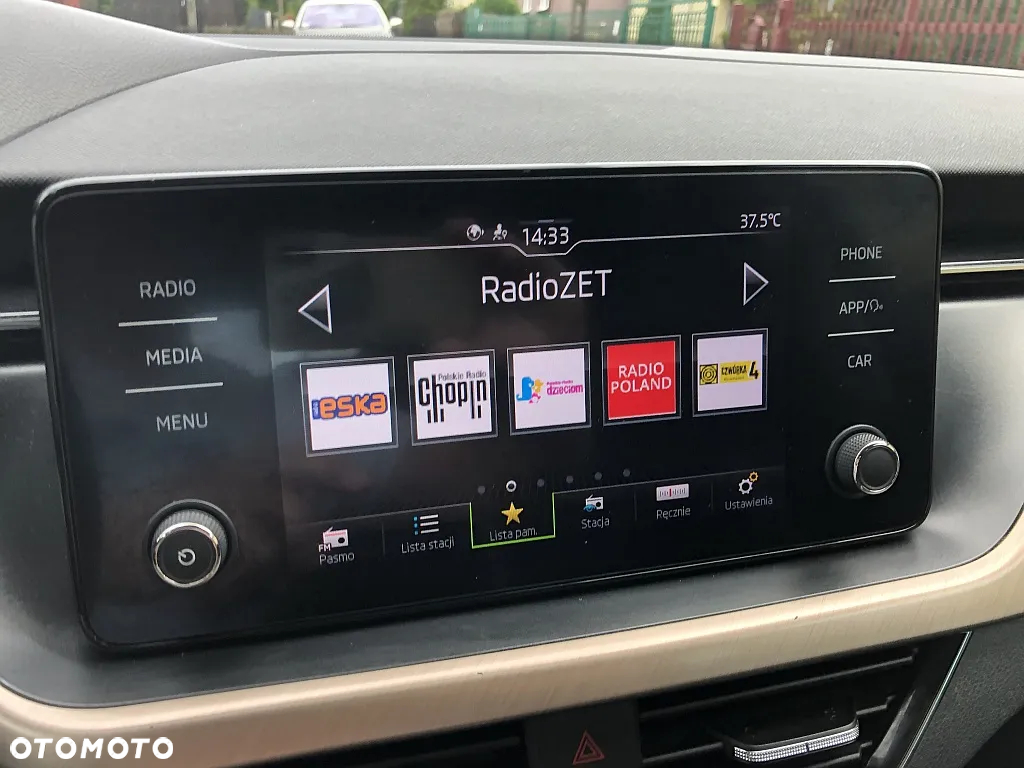 14:33
37.5°C
RADIO
MEDIA
MENU
PHONE
APP/
CAR
RadioZET
ESKA
Polskie Radio
Chopin
dzieciom
RADIO
POLAND
CZWÓRKA 4
FM
Pasmo
Lista stacji
Lista pam.
Stacja
Ręcznie
Ustawienia
OTOMOTO